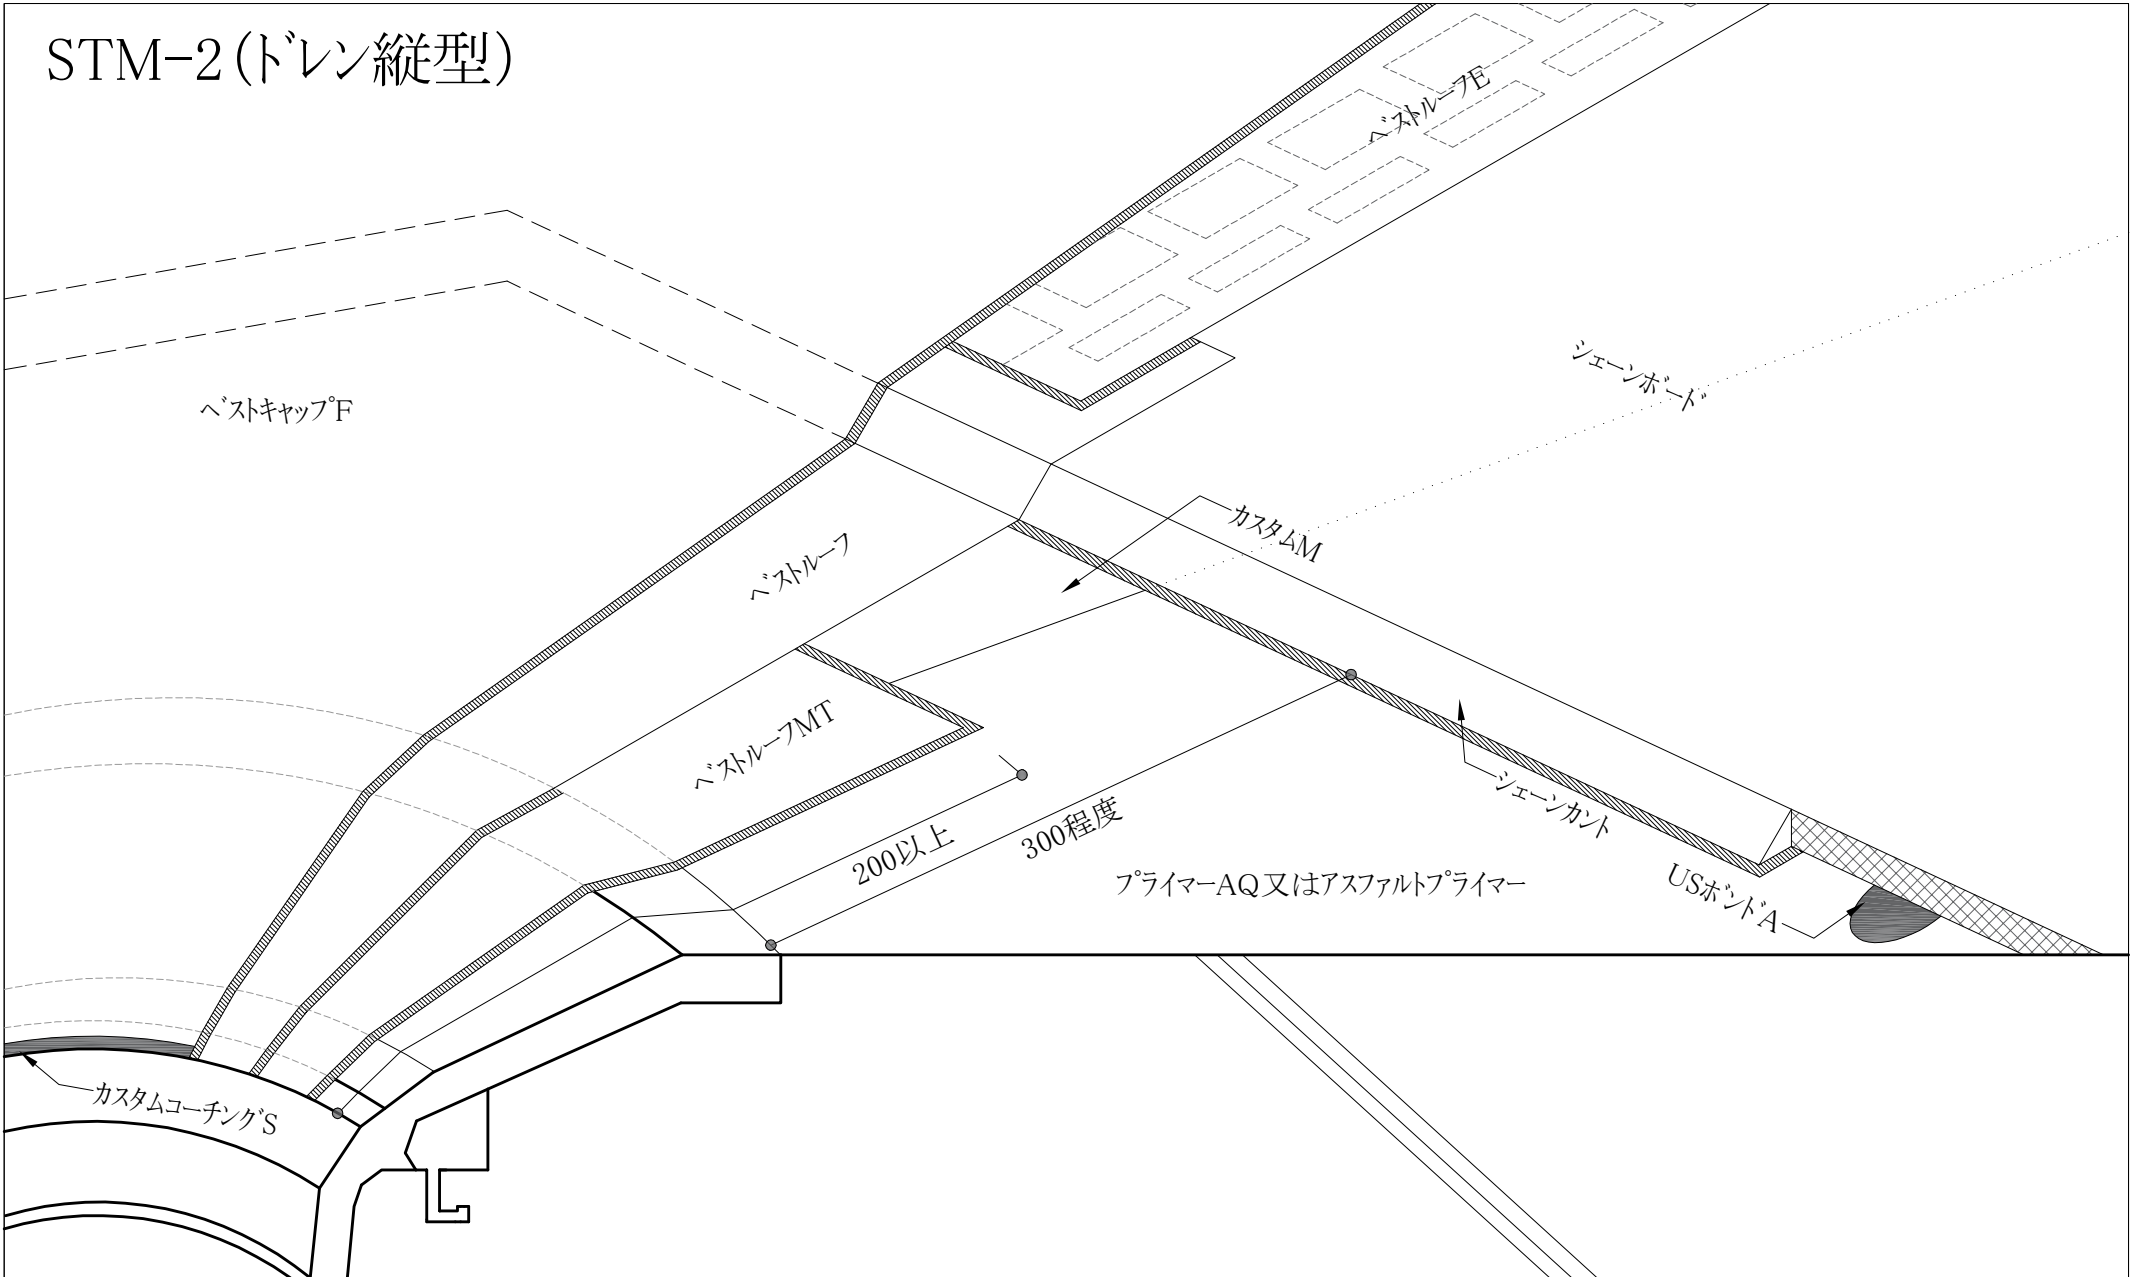 STM-2(ドレン縦型)
ベストルーフE
シェーンボード
ベストキャップF
カスタムM
ベストルーフ
ベストルーフMT
シェーンカント
200以上
300程度
プライマーAQ又はアスファルトプライマー
USボンドA
カスタムコーチングS